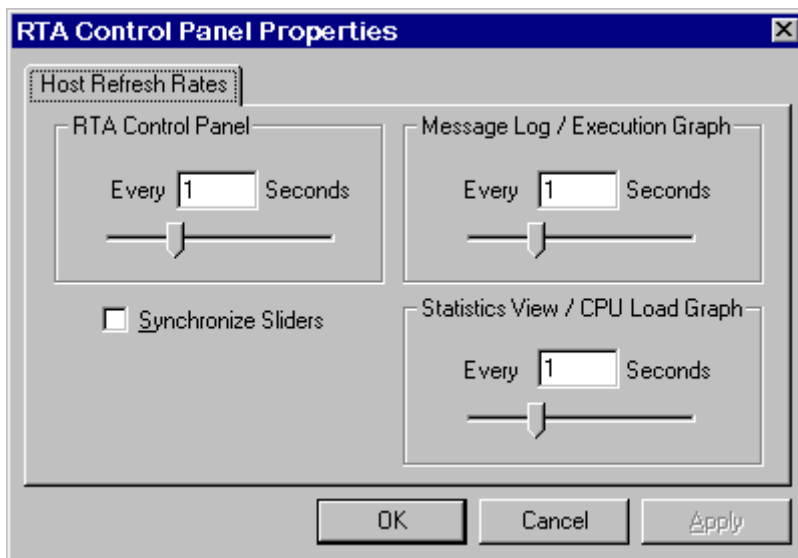 RTA Control Panel Properties
Host Refresh Rates
RTA Control Panel
Every 1 Seconds
Message Log / Execution Graph
Every 1 Seconds
Synchronize Sliders
Statistics View / CPU Load Graph
Every 1 Seconds
OK
Cancel
Apply